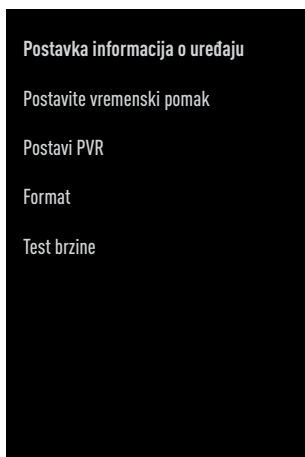 Postavka informacija o uređaju
Postavite vremenski pomak
Postavi PVR
Format
Test brzine